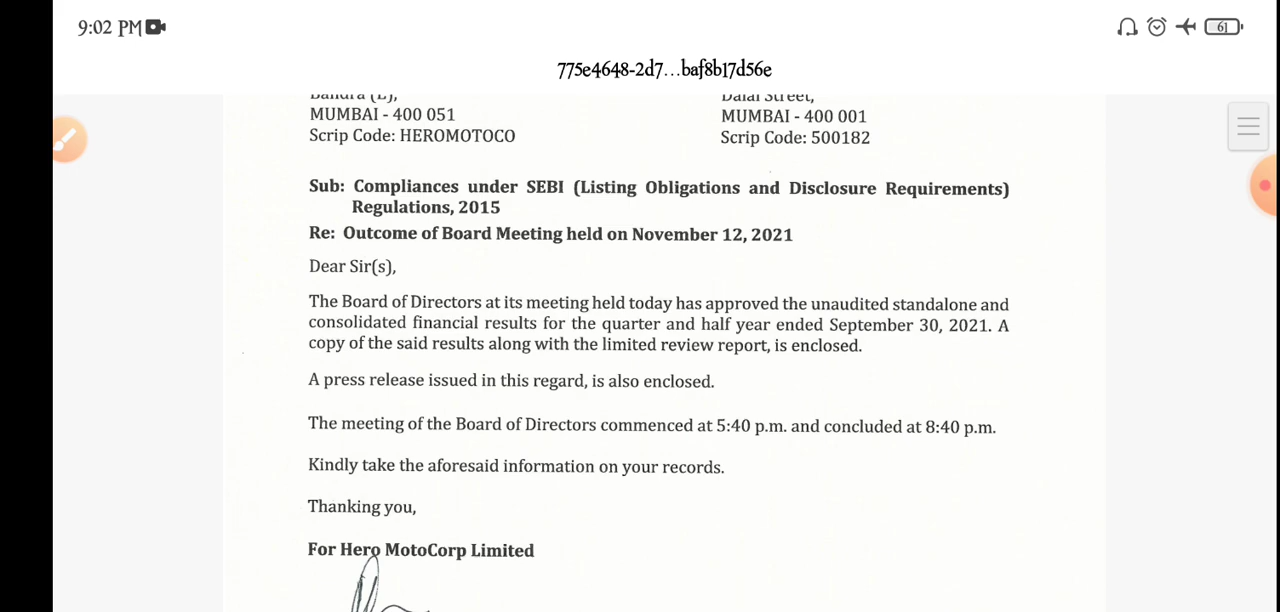 9:02 PM
61
775e4648-2d7...baf8b17d56e
Bandra (E),
Dalal Street,
MUMBAI - 400 051
MUMBAI - 400 001
Scrip Code: HEROMOTOCO
Scrip Code: 500182
Sub: Compliances under SEBI (Listing Obligations and Disclosure Requirements)
Regulations, 2015
Re: Outcome of Board Meeting held on November 12, 2021
Dear Sir(s),
The Board of Directors at its meeting held today has approved the unaudited standalone and
consolidated financial results for the quarter and half year ended September 30, 2021. A
copy of the said results along with the limited review report, is enclosed.
A press release issued in this regard, is also enclosed.
The meeting of the Board of Directors commenced at 5:40 p.m. and concluded at 8:40 p.m.
Kindly take the aforesaid information on your records.
Thanking you,
For Hero MotoCorp Limited